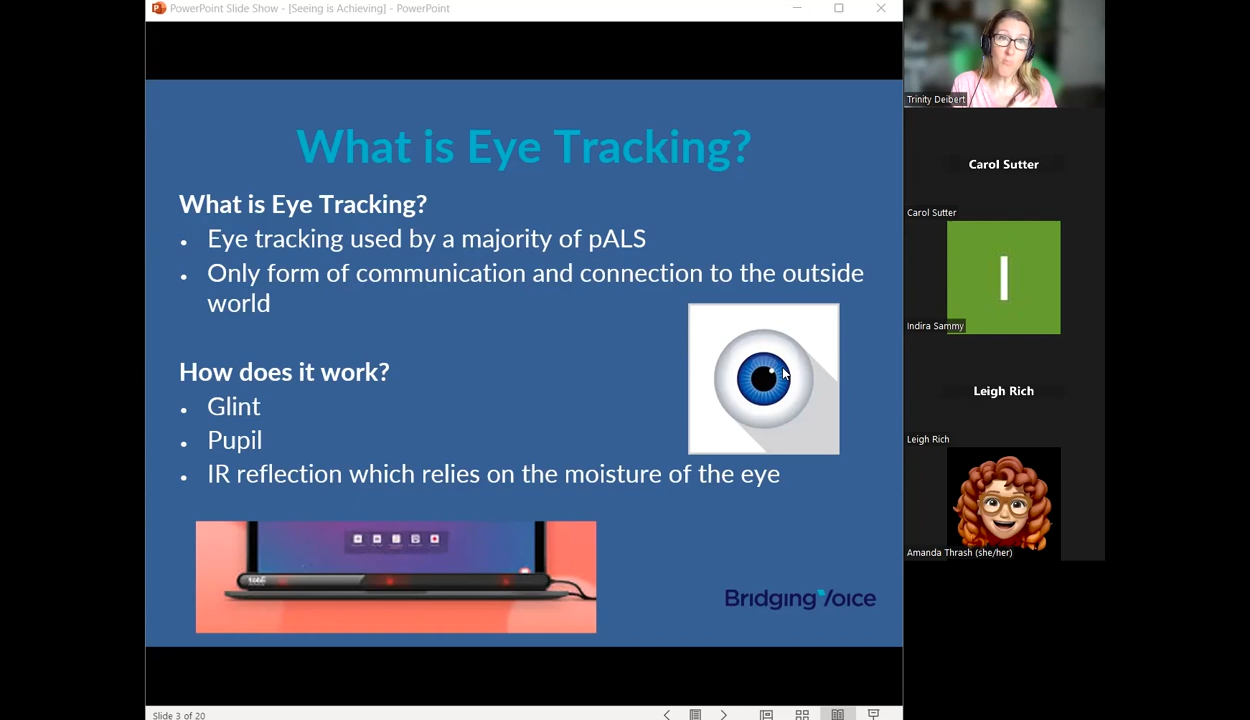 PowerPoint Slide Show - [Seeing is Achieving] - PowerPoint
What is Eye Tracking?
What is Eye Tracking?
• Eye tracking used by a majority of pALS
• Only form of communication and connection to the outside
world
How does it work?
• Glint
• Pupil
• IR reflection which relies on the moisture of the eye
tobii
Bridging Voice
Slide 3 of 20
Trinity Deibert
Carol Sutter
Carol Sutter
I
Indira Sammy
Leigh Rich
Leigh Rich
Amanda Thrash (she/her)